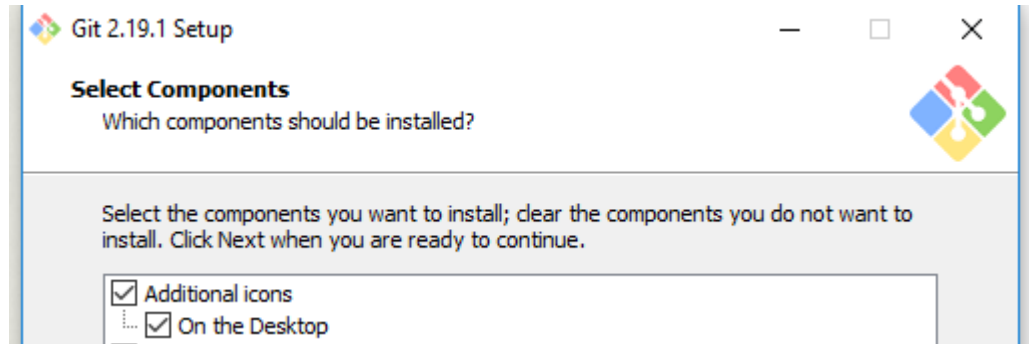 Git 2.19.1 Setup
Select Components
Which components should be installed?
Select the components you want to install; clear the components you do not want to
install. Click Next when you are ready to continue.
Additional icons
On the Desktop